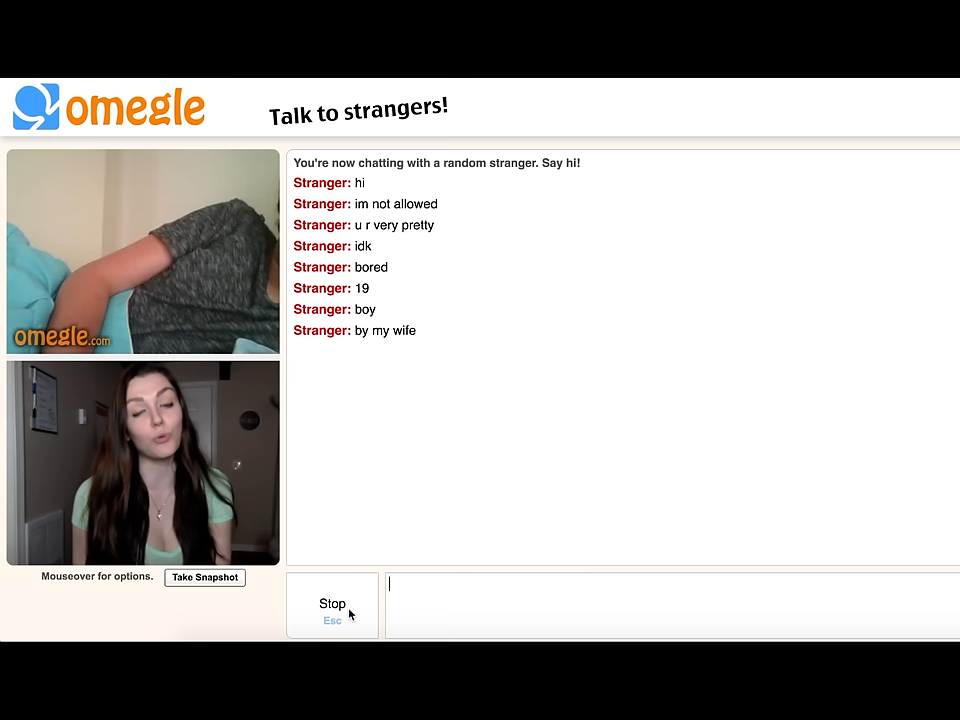 omegle
Talk to strangers!
You're now chatting with a random stranger. Say hi!
Stranger: hi
Stranger: im not allowed
Stranger: u r very pretty
Stranger: idk
Stranger: bored
Stranger: 19
Stranger: boy
Stranger: by my wife
omegle.com
Mouseover for options.
Take Snapshot
Stop
Esc